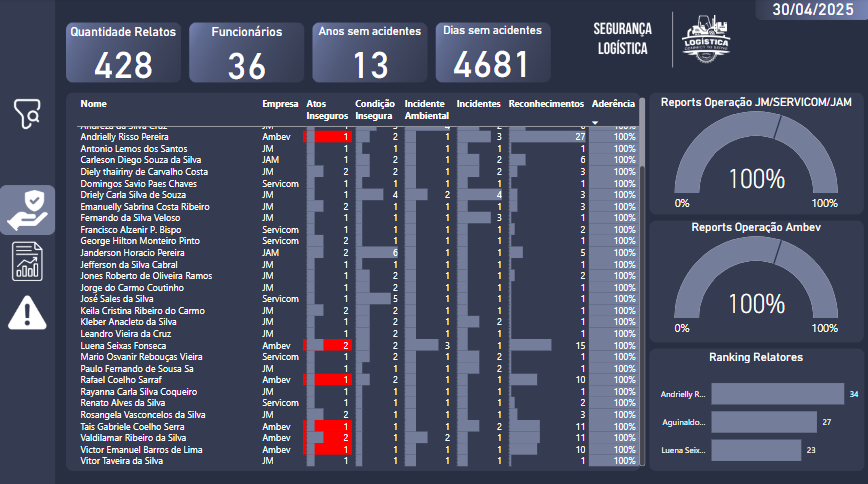 30/04/2025
Quantidade Relatos
428
Funcionários
36
Anos sem acidentes
13
Dias sem acidentes
4681
SEGURANÇA
LOGÍSTICA
LOGÍSTICA
Nome Empresa Atos Inseguros Condição Insegura Incidente Ambiental Incidentes Reconhecimentos Aderência
Andreza da Silva Cruz JM 100%
Andrielly Risso Pereira Ambev 1 2 1 3 27 100%
Antonio Lemos dos Santos JM 1 1 1 1 1 100%
Carleson Diego Souza da Silva JAM 1 2 1 2 6 100%
Diely thairiny de Carvalho Costa JM 2 2 1 2 3 100%
Domingos Savio Paes Chaves Servicom 1 1 1 1 1 100%
Driely Carla Silva de Souza JM 1 4 2 4 3 100%
Emanuelly Sabrina Costa Ribeiro JM 2 1 1 1 3 100%
Fernando da Silva Veloso JM 1 1 1 3 1 100%
Francisco Alzenir P. Bispo Servicom 1 1 1 1 2 100%
George Hilton Monteiro Pinto Servicom 2 1 1 1 1 100%
Janderson Horacio Pereira JAM 2 6 1 1 5 100%
Jefferson da Silva Cabral JM 1 1 1 1 1 100%
Jones Roberto de Oliveira Ramos JM 1 2 1 1 2 100%
Jorge do Carmo Coutinho JM 1 2 1 1 1 100%
José Sales da Silva Servicom 1 5 1 1 1 100%
Keila Cristina Ribeiro do Carmo JM 2 2 1 1 1 100%
Kleber Anacleto da Silva JM 1 2 1 2 1 100%
Leandro Vieira da Cruz JM 1 2 1 1 1 100%
Luena Seixas Fonseca Ambev 2 2 3 1 15 100%
Mario Osvanir Rebouças Vieira Servicom 1 2 1 2 1 100%
Paulo Fernando de Sousa Sa JM 1 1 1 2 1 100%
Rafael Coelho Sarraf Ambev 1 2 1 1 10 100%
Rayanna Carla Silva Coqueiro JM 1 1 1 1 1 100%
Renato Alves da Silva Servicom 1 1 1 1 2 100%
Rosangela Vasconcelos da Silva JM 2 1 1 1 3 100%
Tais Gabriele Coelho Serra Ambev 1 1 1 2 11 100%
Valdilamar Ribeiro da Silva Ambev 2 1 2 1 11 100%
Victor Emanuel Barros de Lima Ambev 1 1 1 1 10 100%
Vitor Taveira da Silva JM 1 1 1 1 1 100%
Reports Operação JM/SERVICOM/JAM
100%
0% 100%
Reports Ambev
100%
0% 100%
Ranking Relatores
Andrielly R... 34
Aguinaldo... 27
Luena Seix... 23